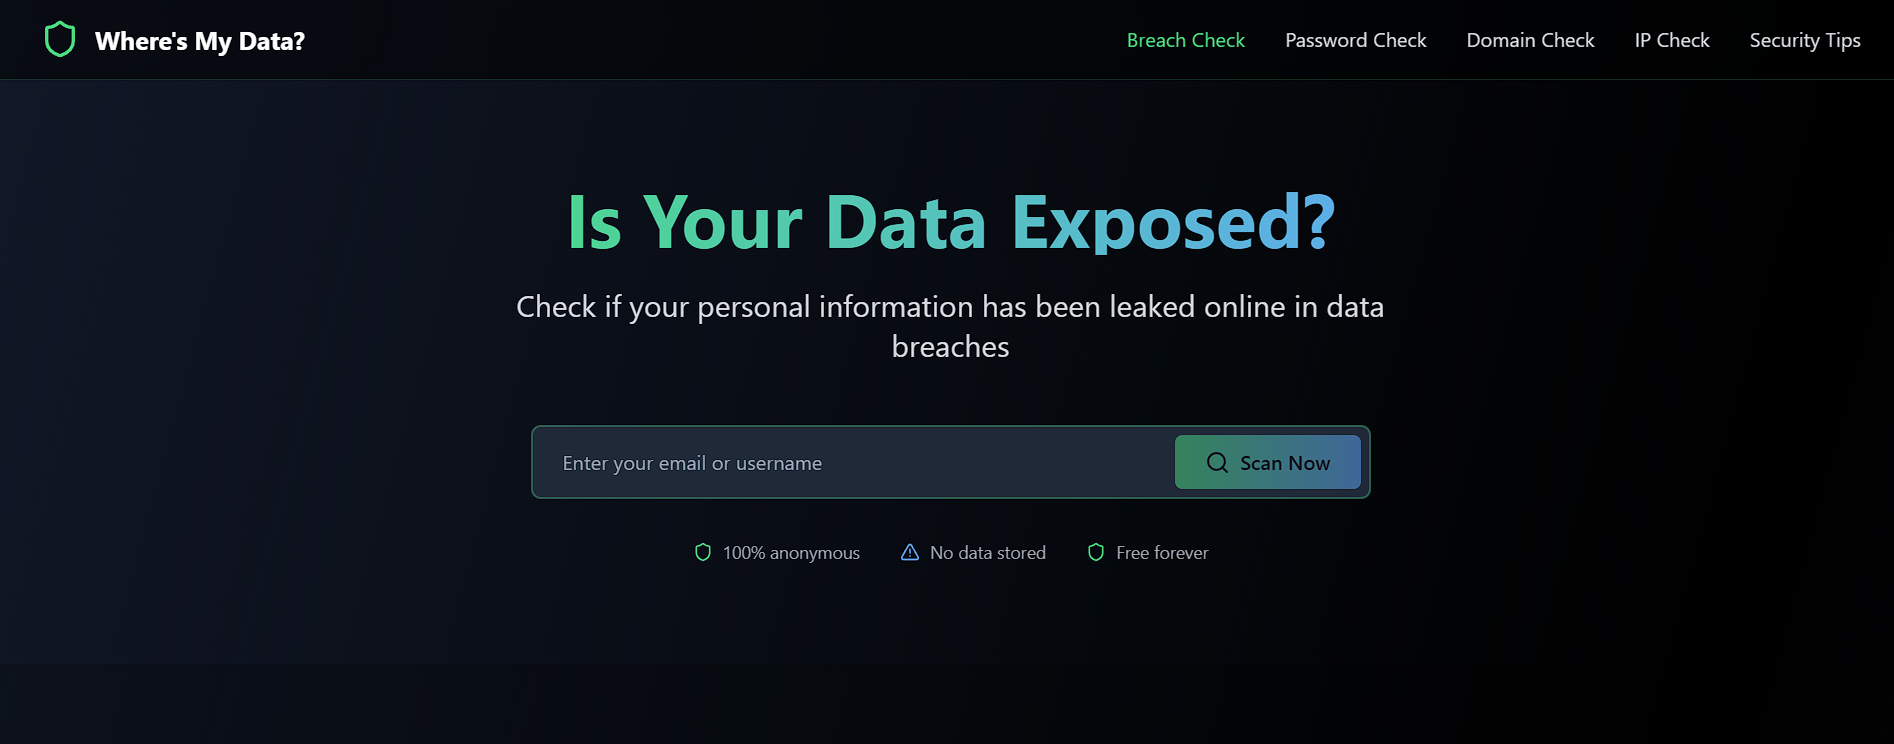 Where's My Data?
Breach Check
Password Check
Domain Check
IP Check
Security Tips
Is Your Data Exposed?
Check if your personal information has been leaked online in data
breaches
Enter your email or username
Scan Now
100% anonymous
No data stored
Free forever